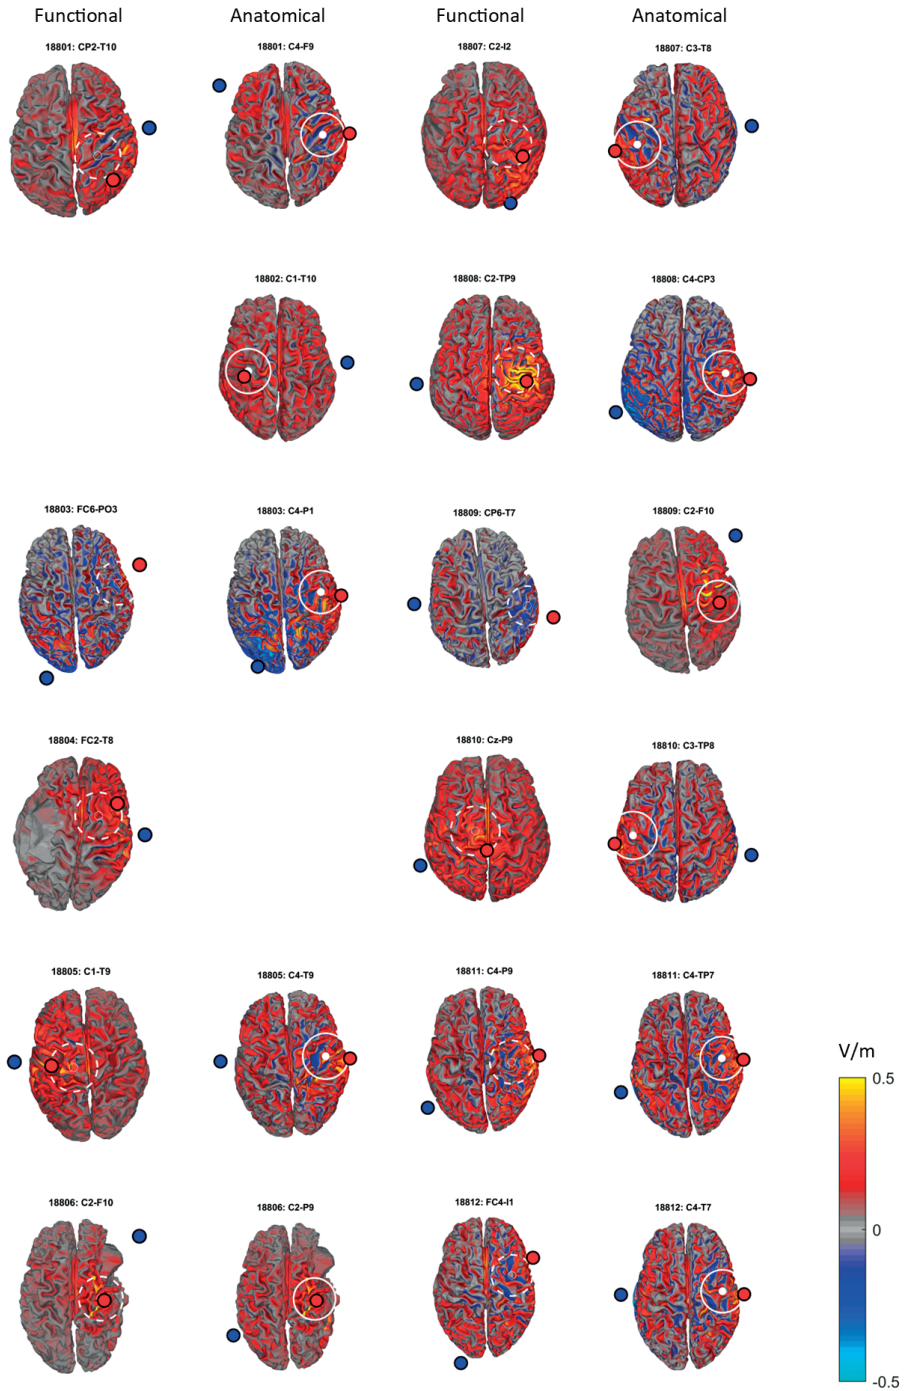 Functional Anatomical Functional Anatomical
18801: CP2-T10 18801: C4-F9 18807: C2-I2 18807: C3-T8
18802: C1-T10 18808: C2-TP9 18808: C4-CP3
18803: FC6-PO3 18803: C4-P1 18809: CP6-T7 18809: C2-F10
18804: FC2-T8 18810: Cz-P9 18810: C3-TP8
18805: C1-T9 18805: C4-T9 18811: C4-P9 18811: C4-TP7
V/m
0.5
0
-0.5
18806: C2-F10 18806: C2-P9 18812: FC4-I1 18812: C4-T7